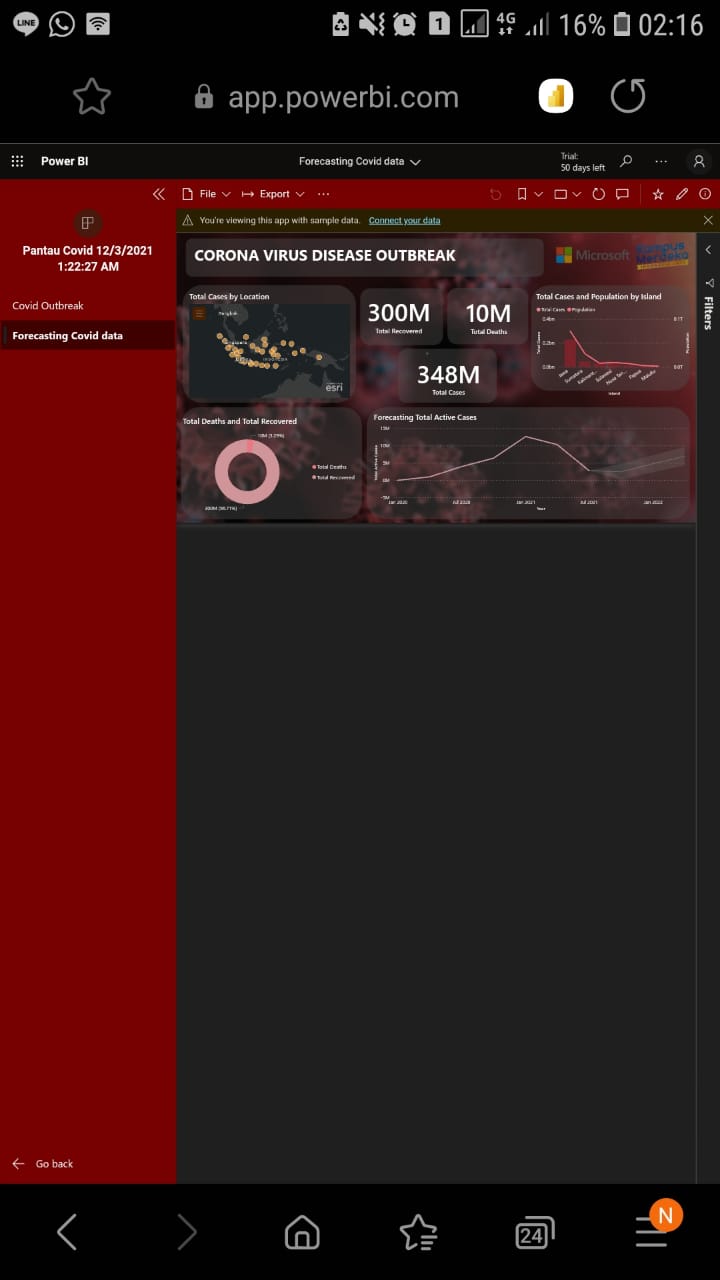 LINE
1
4G
16%
02:16
app.powerbi.com
Power BI
Forecasting Covid data
Trial:
50 days left
File
Export
You're viewing this app with sample data. Connect your data
Pantau Covid 12/3/2021
1:22:27 AM
Covid Outbreak
Forecasting Covid data
CORONA VIRUS DISEASE OUTBREAK
Microsoft
Kampus
Merdeka
Filters
Total Cases by Location
Bangkok
Singapore
INDONESIA
esri
300M
Total Recovered
10M
Total Deaths
348M
Total Cases
Total Cases and Population by Island
Total Cases
Population
0.4bn
0.2bn
0.0bn
0.1T
0.0T
Total Cases
Population
Java
Sumatera
Sulawesi
Papua
Maluku
Island
Total Deaths and Total Recovered
10M (3.29%)
Total Deaths
Total Recovered
300M (96.71%)
Forecasting Total Active Cases
Total Active Cases
15M
10M
5M
0M
-5M
Jan 2020
Jul 2020
Jan 2021
Jul 2021
Jan 2022
Year
Go back
24
N